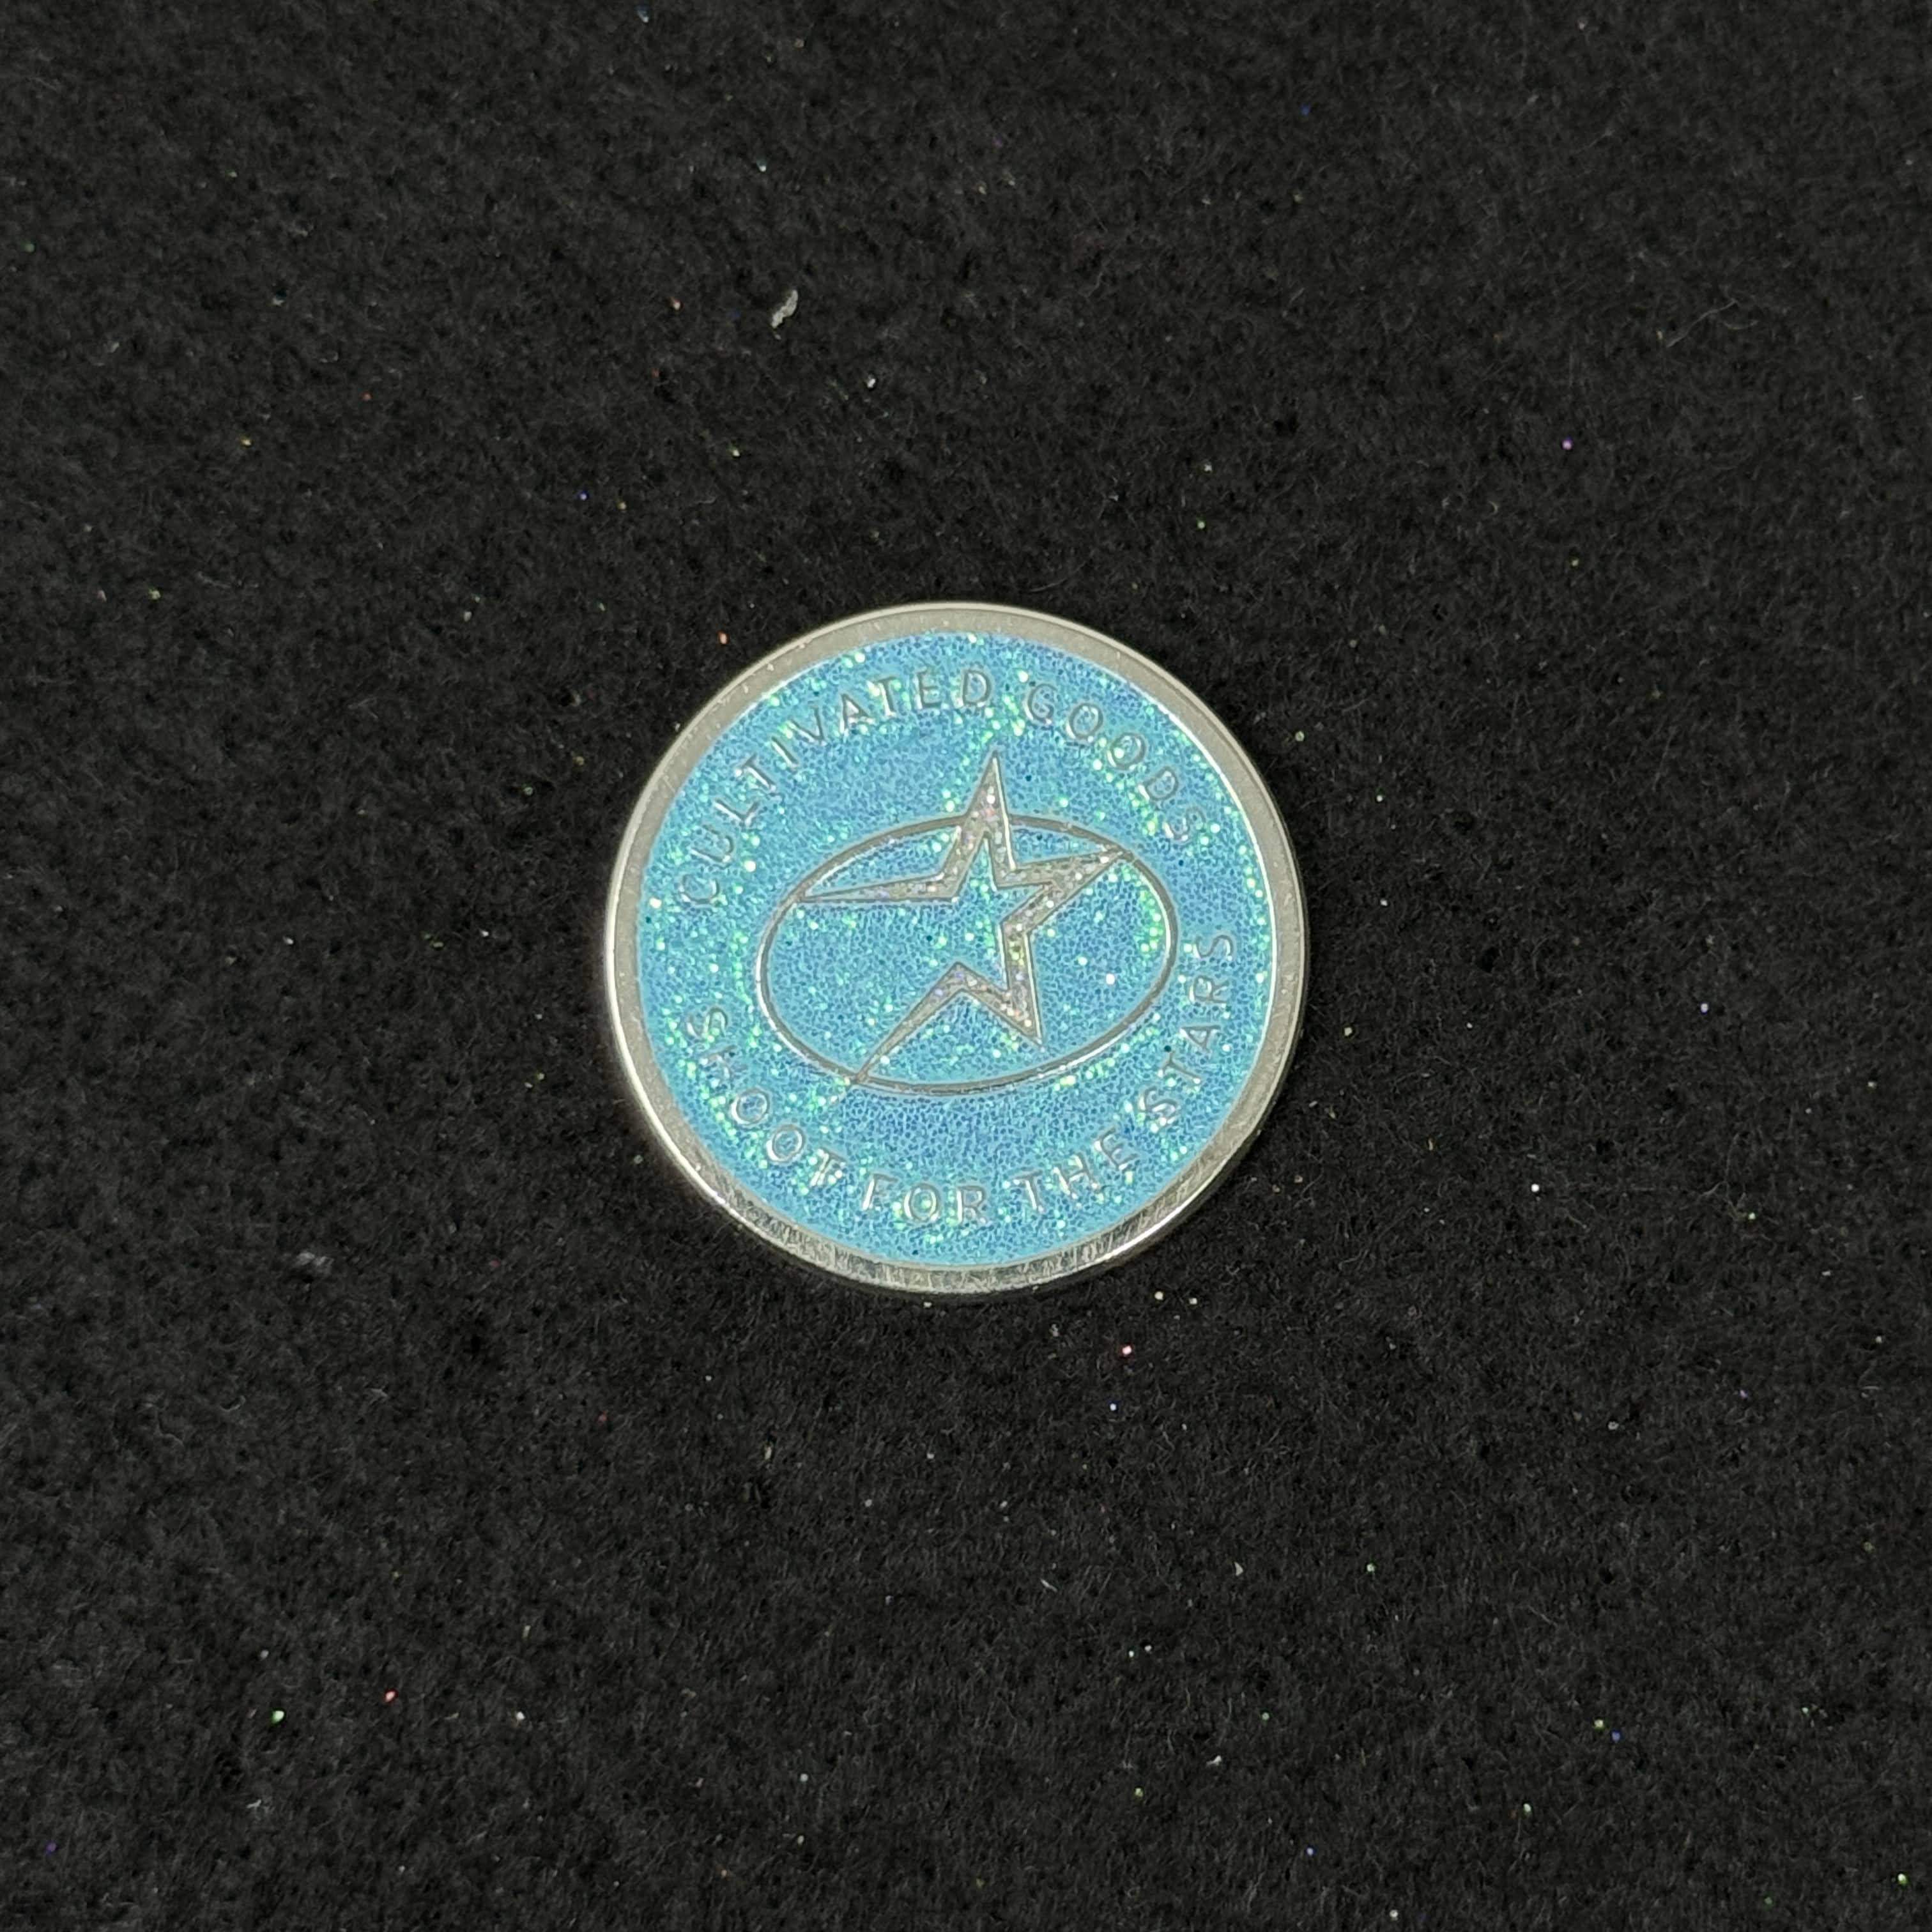 CULTIVATED GOODS
SHOOT FOR THE STARS